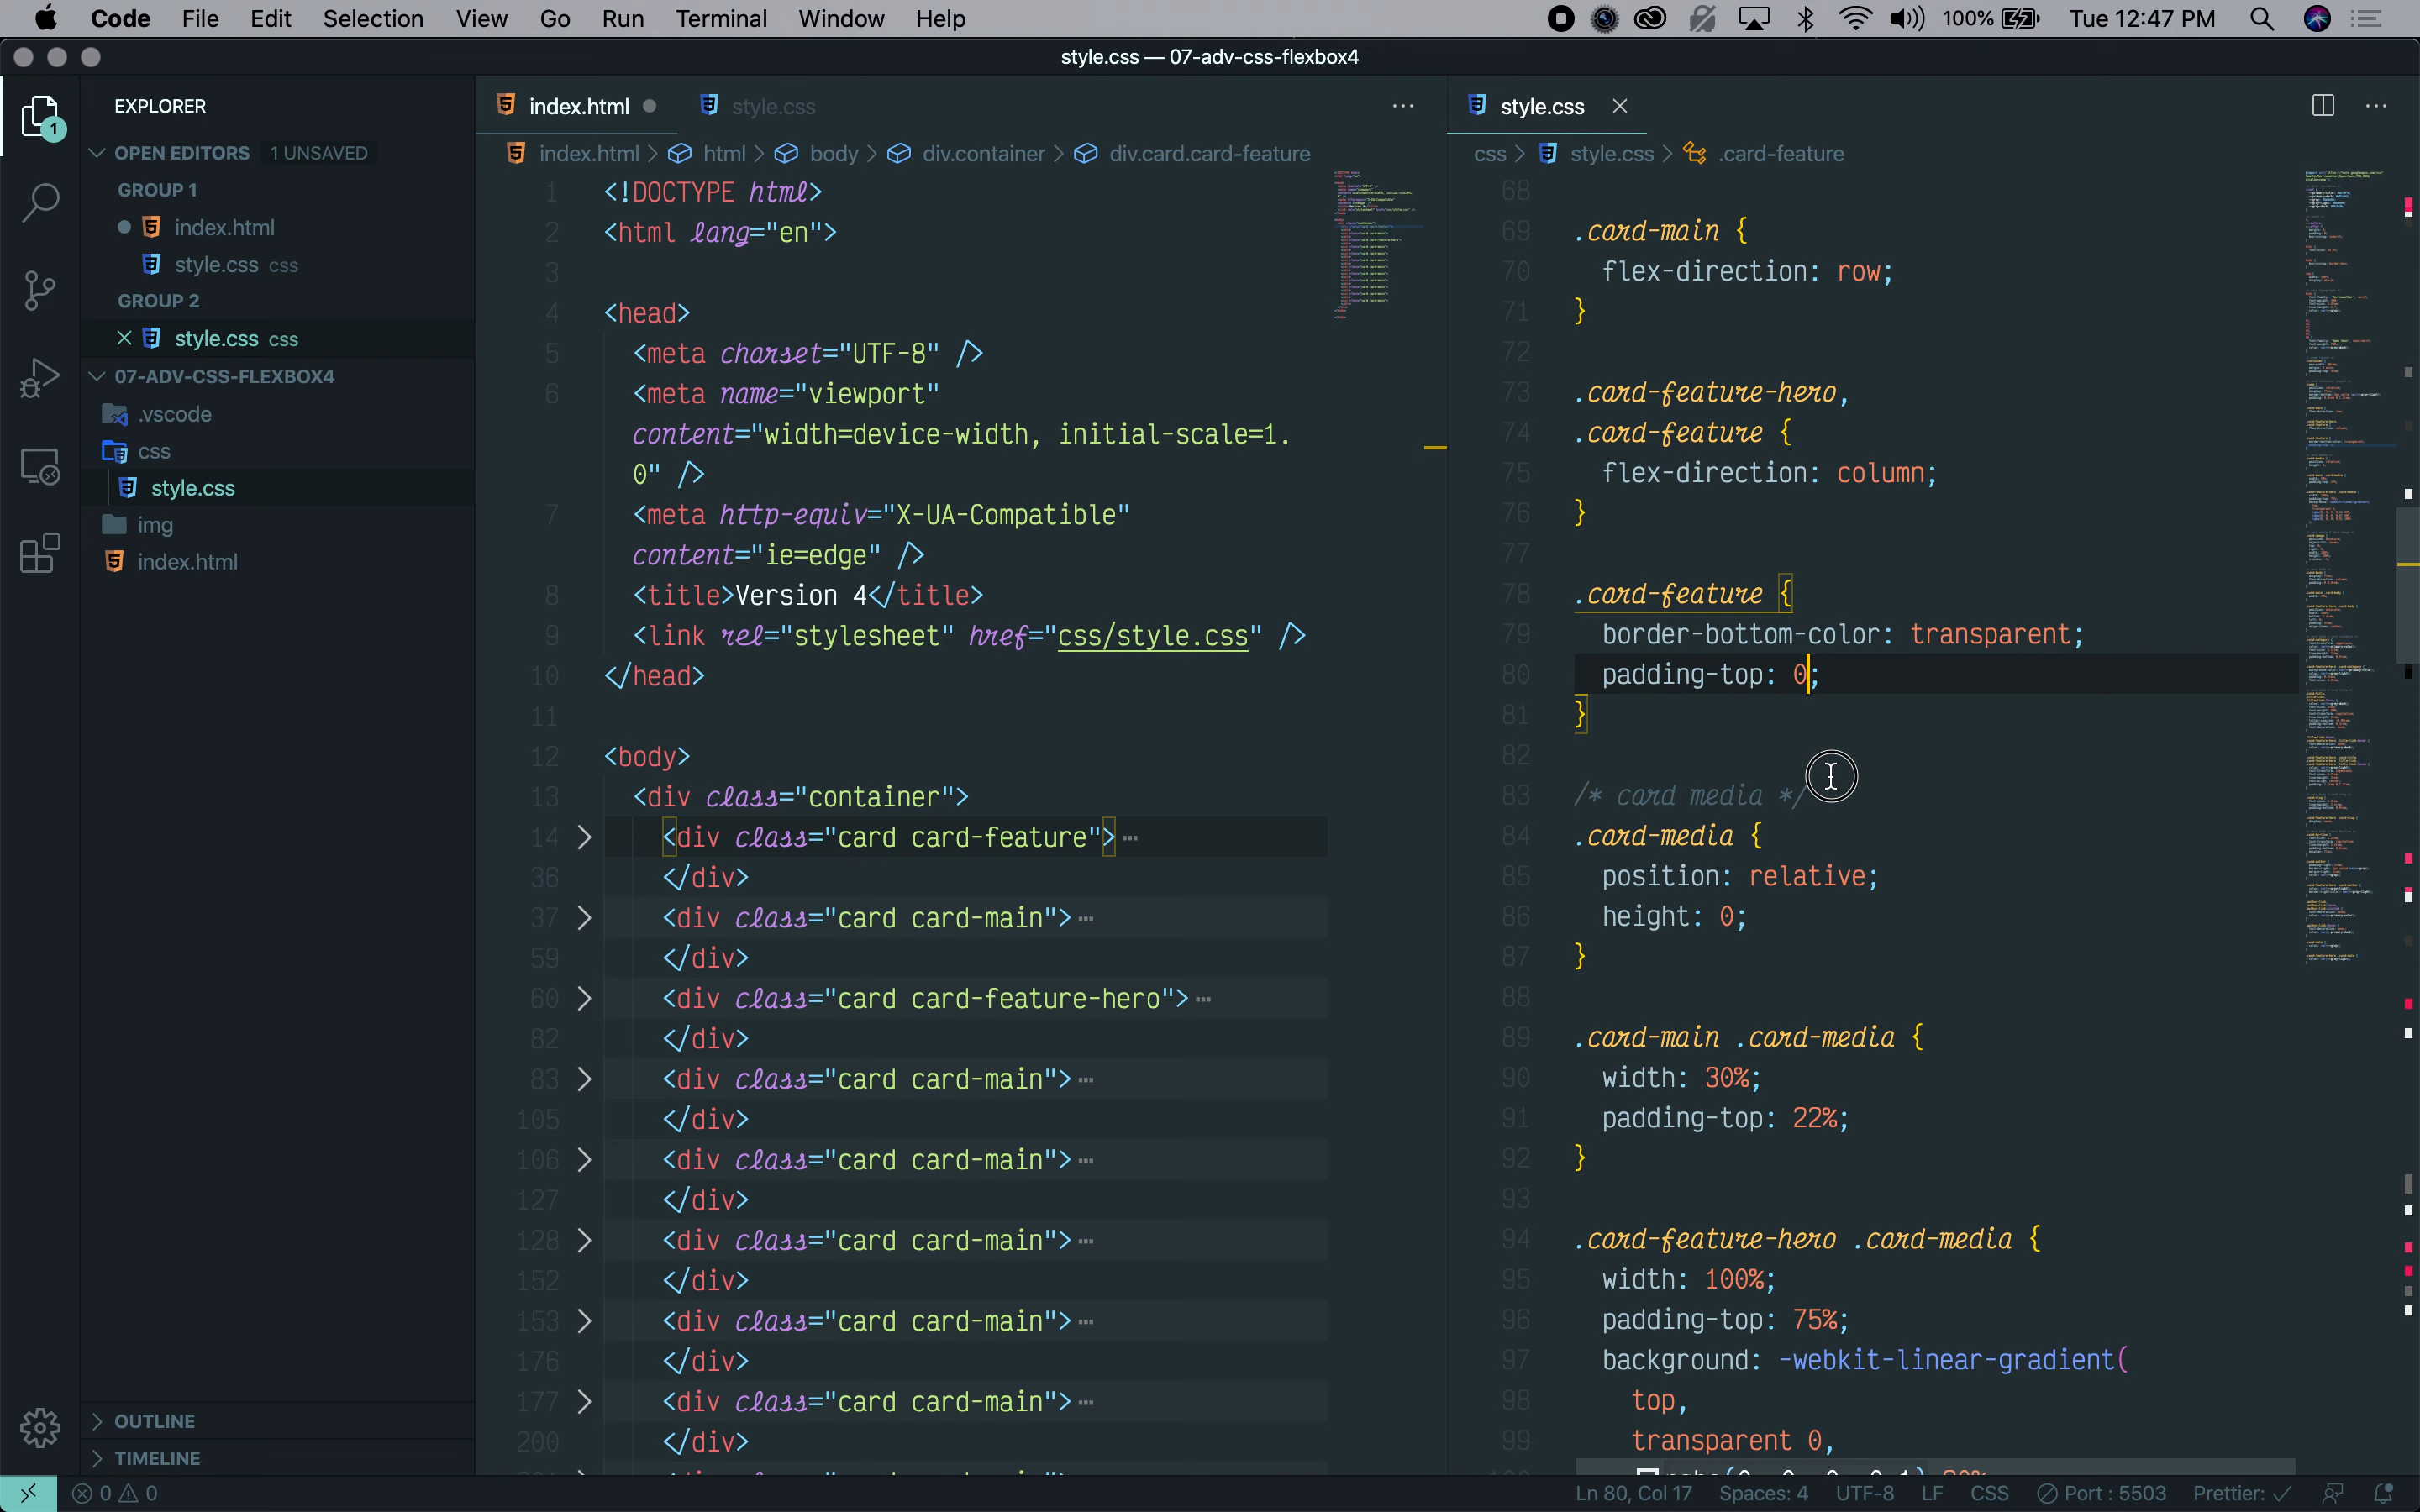 Code File Edit Selection View Go Run Terminal Window Help 100% Tue 12:47 PM
style.css — 07-adv-css-flexbox4
EXPLORER
OPEN EDITORS 1 UNSAVED
GROUP 1
index.html
style.css css
GROUP 2
style.css css
07-ADV-CSS-FLEXBOX4
.vscode
css
style.css
img
index.html
OUTLINE
TIMELINE
1
index.html style.css
index.html > html > body > div.container > div.card.card-feature
1 <!DOCTYPE html>
2 <html lang="en">
3
4 <head>
5 <meta charset="UTF-8" />
6 <meta name="viewport"
content="width=device-width, initial-scale=1.
0" />
7 <meta http-equiv="X-UA-Compatible"
content="ie=edge" />
8 <title>Version 4</title>
9 <link rel="stylesheet" href="css/style.css" />
10 </head>
11
12 <body>
13 <div class="container">
14 <div class="card card-feature">…
36 </div>
37 <div class="card card-main">…
59 </div>
60 <div class="card card-feature-hero">…
82 </div>
83 <div class="card card-main">…
105 </div>
106 <div class="card card-main">…
127 </div>
128 <div class="card card-main">…
152 </div>
153 <div class="card card-main">…
176 </div>
177 <div class="card card-main">…
200 </div>
style.css
css > style.css > .card-feature
68
69 .card-main {
70 flex-direction: row;
71 }
72
73 .card-feature-hero,
74 .card-feature {
75 flex-direction: column;
76 }
77
78 .card-feature {
79 border-bottom-color: transparent;
80 padding-top: 0;
81 }
82
83 /* card media */
84 .card-media {
85 position: relative;
86 height: 0;
87 }
88
89 .card-main .card-media {
90 width: 30%;
91 padding-top: 22%;
92 }
93
94 .card-feature-hero .card-media {
95 width: 100%;
96 padding-top: 75%;
97 background: -webkit-linear-gradient(
98 top,
99 transparent 0,
0 0 Ln 80, Col 17 Spaces: 4 UTF-8 LF CSS Port : 5503 Prettier: ✓